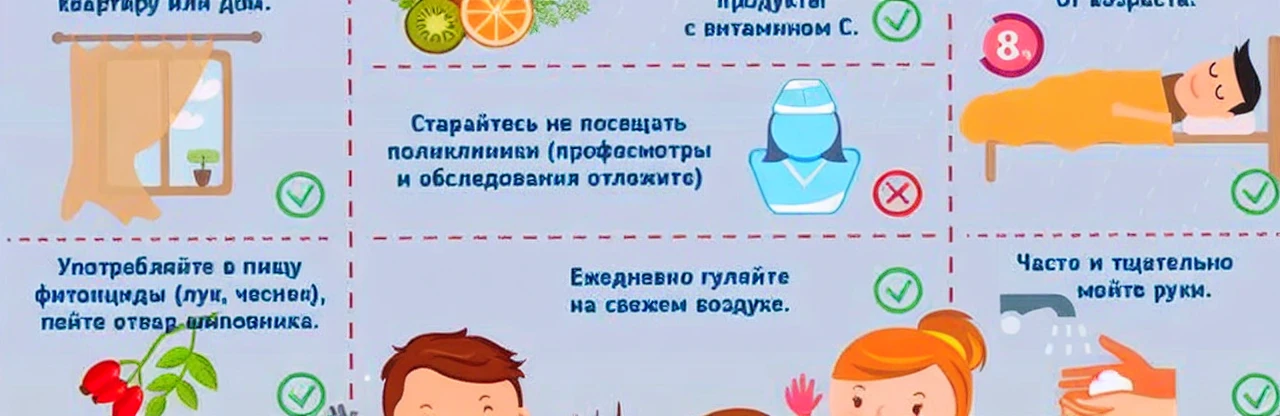 квартиру или дом.
продукты
с витамином С.
от возраста.
8
Старайтесь не посещать
поликлиники (профосмотры
и обследования отложите)
Употребляйте в пищу
фитонциды (лук, чеснок),
пейте отвар шиповника.
Ежедневно гуляйте
на свежем воздухе.
Часто и тщательно
мойте руки.